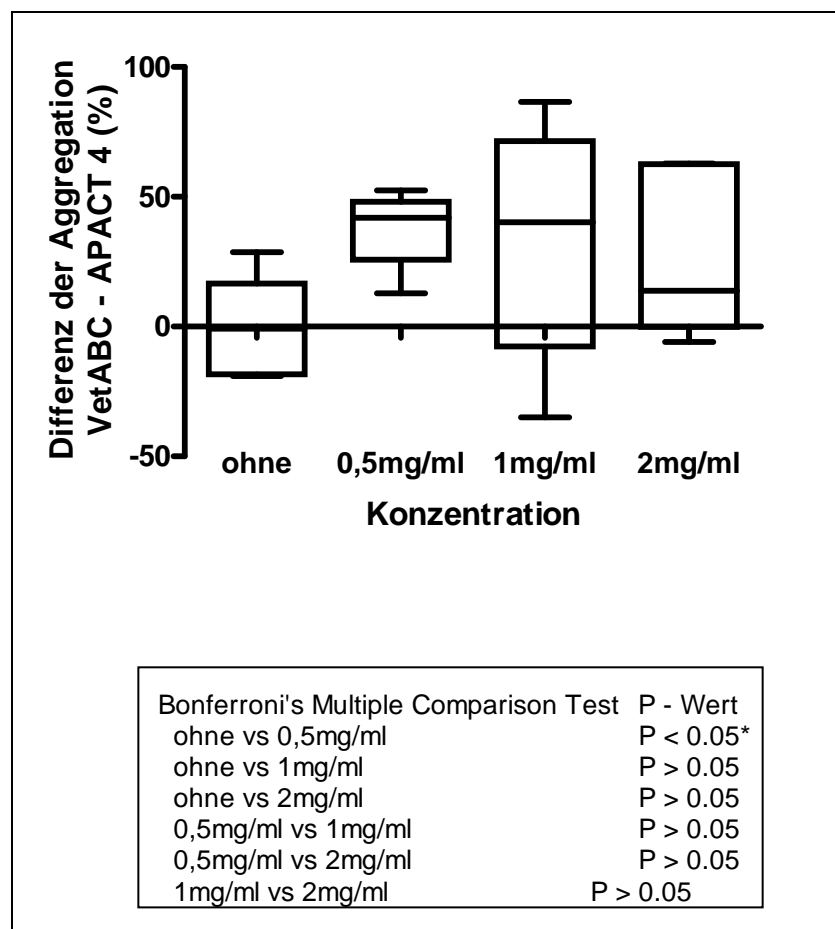 Differenz der Aggregation
VetABC - APACT 4 (%)
100
50
0
-50
ohne 0,5mg/ml 1mg/ml 2mg/ml
Konzentration
Bonferroni's Multiple Comparison Test P - Wert
ohne vs 0,5mg/ml P < 0.05*
ohne vs 1mg/ml P > 0.05
ohne vs 2mg/ml P > 0.05
0,5mg/ml vs 1mg/ml P > 0.05
0,5mg/ml vs 2mg/ml P > 0.05
1mg/ml vs 2mg/ml P > 0.05